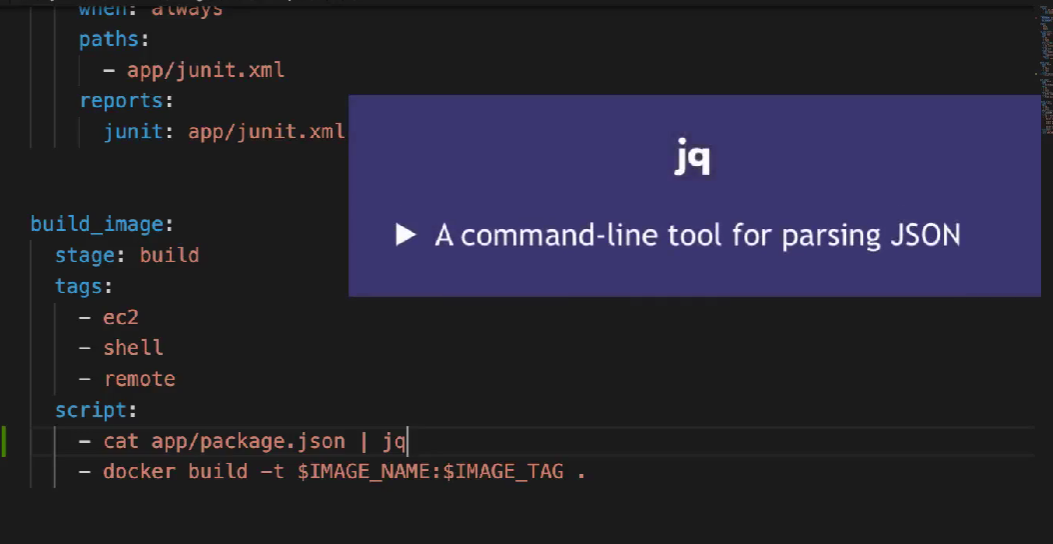 when: always
paths:
- app/junit.xml
reports:
junit: app/junit.xml
jq
▶ A command-line tool for parsing JSON
build_image:
stage: build
tags:
- ec2
- shell
- remote
script:
- cat app/package.json | jq
- docker build -t $IMAGE_NAME:$IMAGE_TAG .